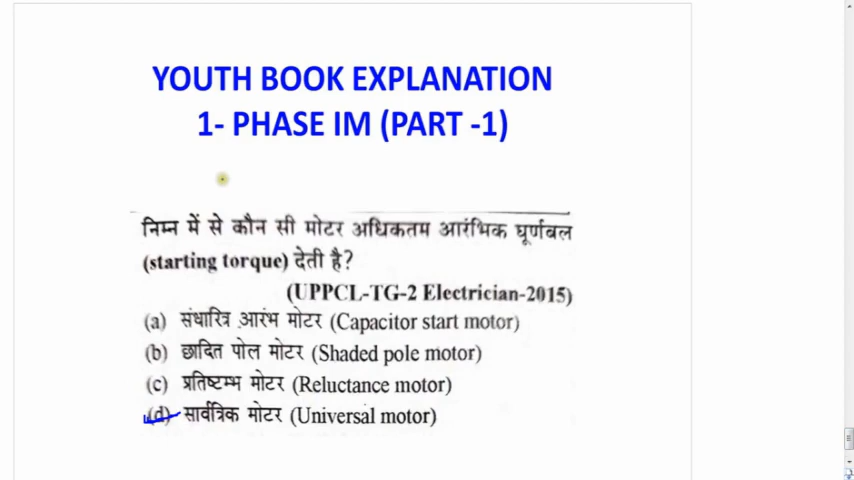 YOUTH BOOK EXPLANATION
1- PHASE IM (PART -1)
निम्न में से कौन सी मोटर अधिकतम आरंभिक घूर्णबल
(starting torque) देती है?
(UPPCL-TG-2 Electrician-2015)
(a) संधारित्र आरंभ मोटर (Capacitor start motor)
(b) छादित पोल मोटर (Shaded pole motor)
(c) प्रतिष्टम्भ मोटर (Reluctance motor)
(d) सार्वत्रिक मोटर (Universal motor)